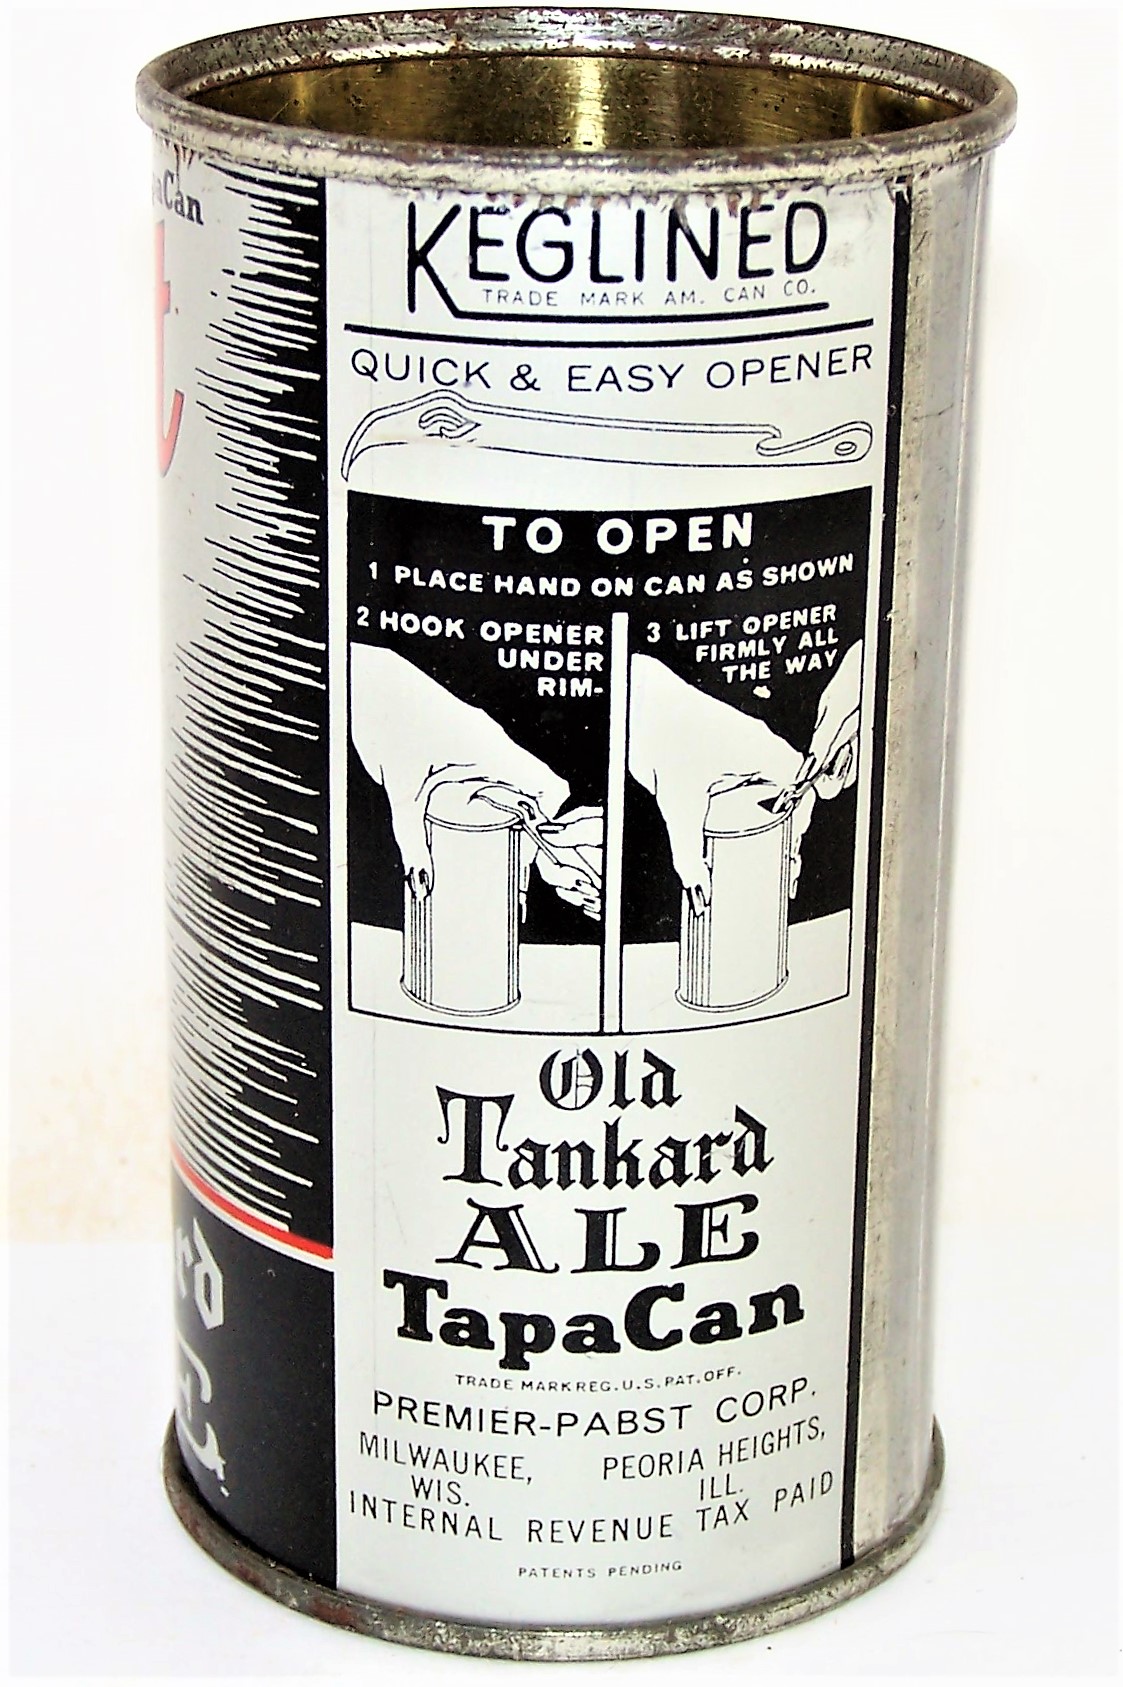 paCan
t
KEGLINED
TRADE MARK AM. CAN CO.
QUICK & EASY OPENER
TO OPEN
1 PLACE HAND ON CAN AS SHOWN
2 HOOK OPENER
UNDER
RIM-
3 LIFT OPENER
FIRMLY ALL
THE WAY
Old
Tankard
ALE
TapaCan
TRADE MARK REG. U.S. PAT. OFF.
PREMIER-PABST CORP.
MILWAUKEE, PEORIA HEIGHTS,
WIS. ILL.
INTERNAL REVENUE TAX PAID
PATENTS PENDING
rd
E